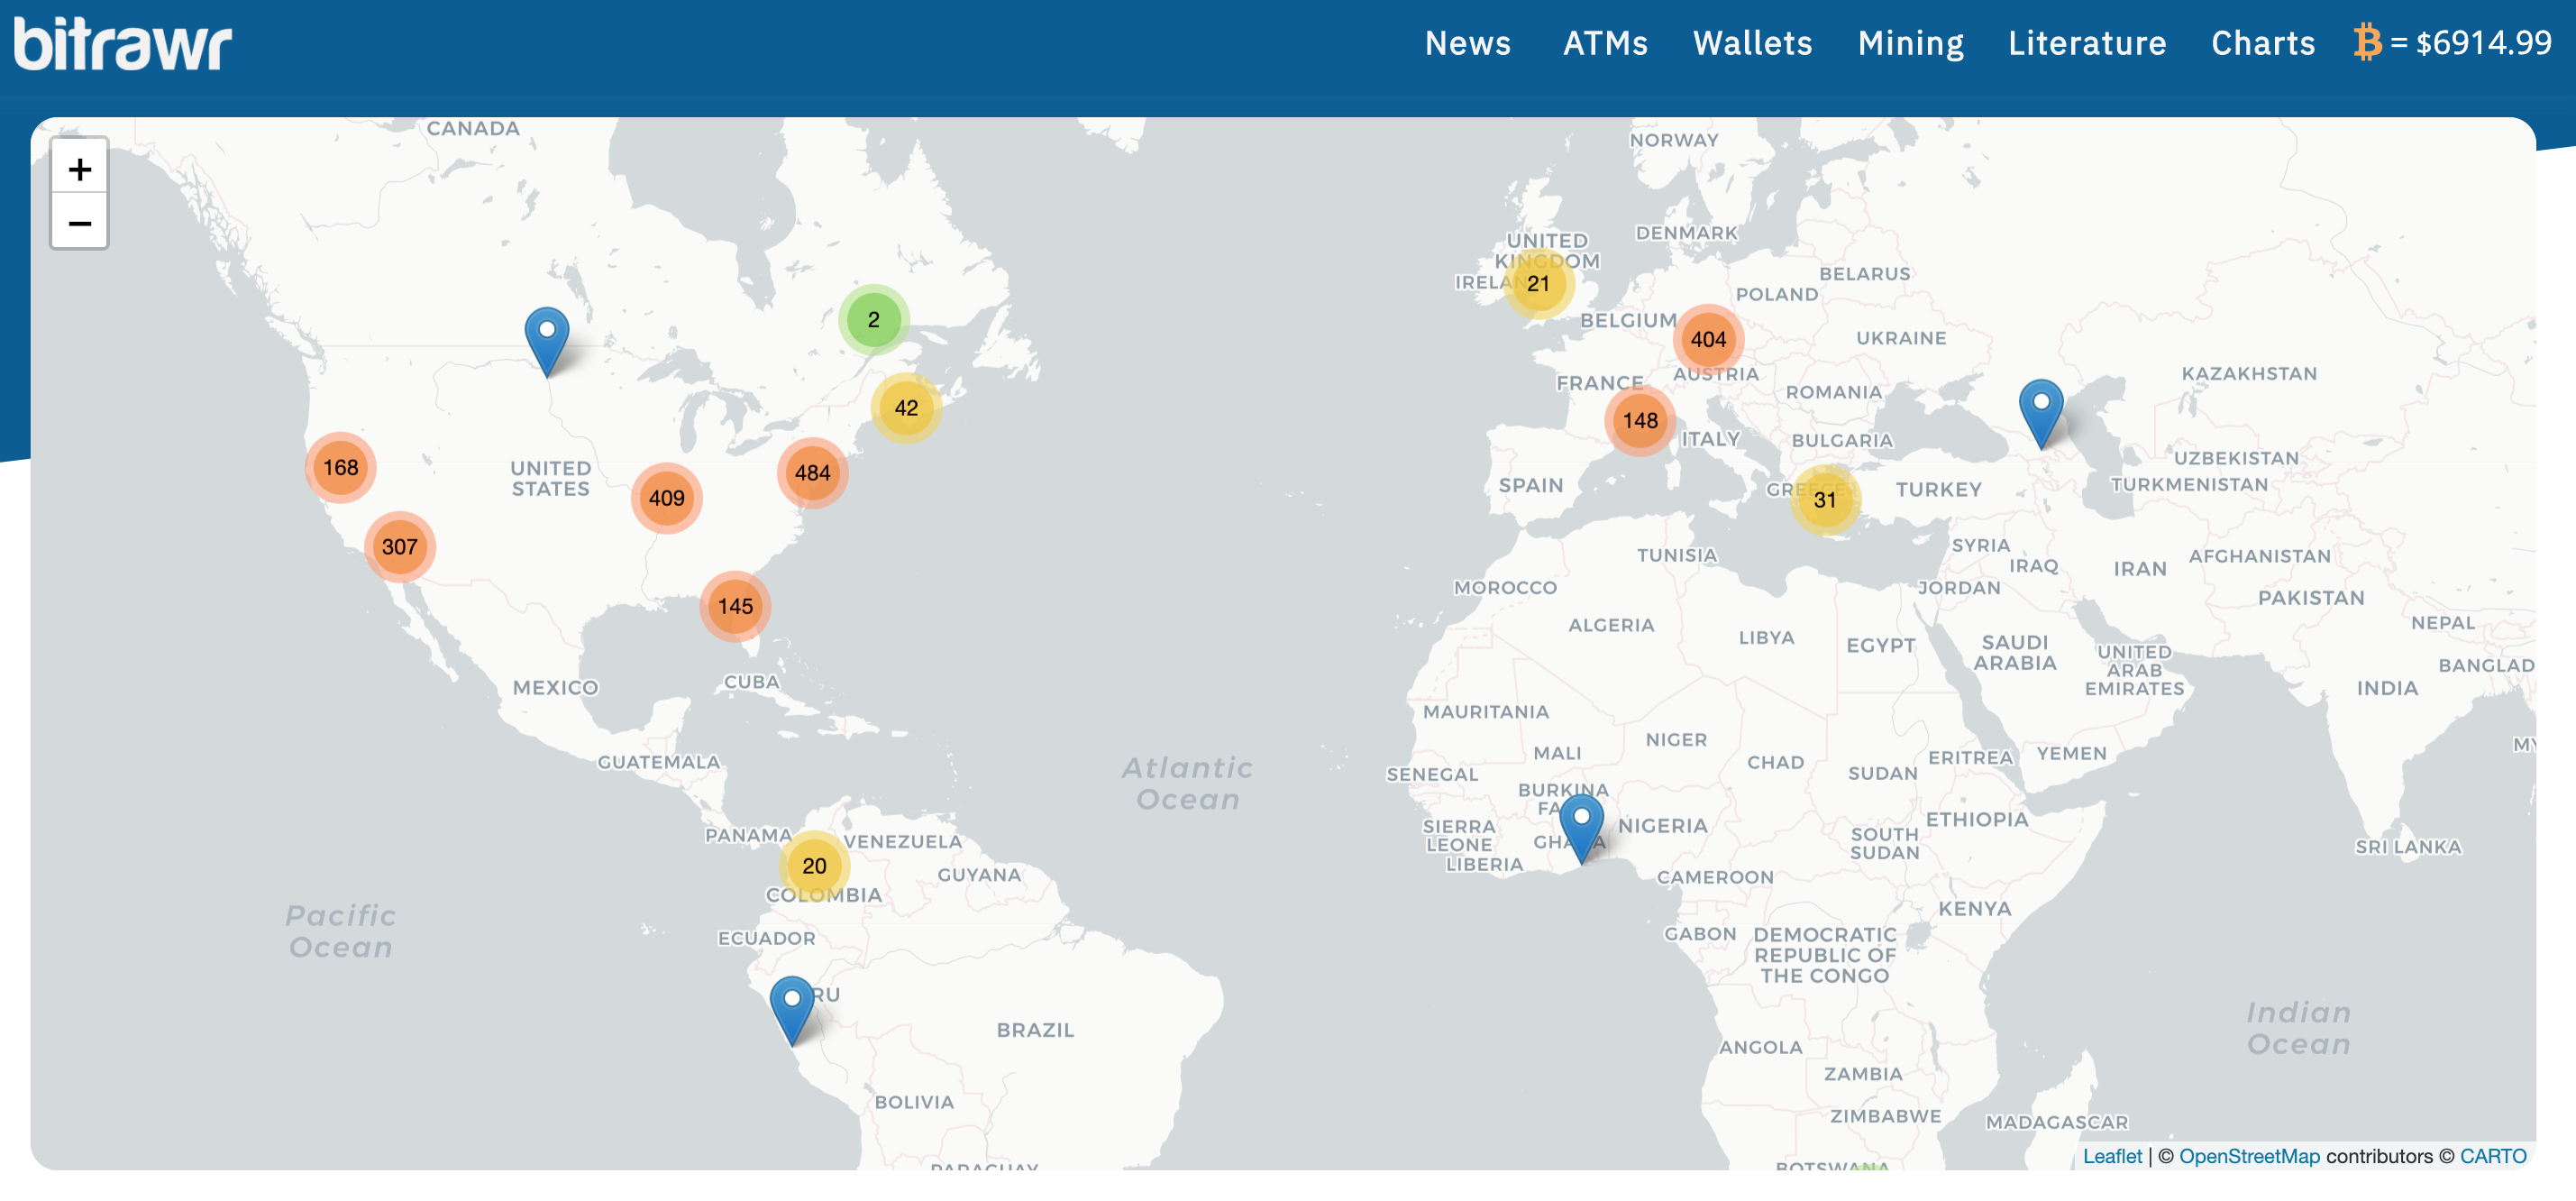 bitrawr
News ATMs Wallets Mining Literature Charts ₿ = $6914.99
+
−
CANADA
NORWAY
UNITED
KINGDOM
DENMARK
IRELAN
21
BELARUS
POLAND
2
BELGIUM
404
UKRAINE
FRANCE
AUSTRIA
ROMANIA
KAZAKHSTAN
42
148
ITALY
BULGARIA
168
UNITED
STATES
409
484
SPAIN
GREECE
31
TURKEY
UZBEKISTAN
TURKMENISTAN
307
TUNISIA
SYRIA
IRAQ
IRAN
AFGHANISTAN
MOROCCO
JORDAN
PAKISTAN
145
ALGERIA
LIBYA
EGYPT
SAUDI
ARABIA
NEPAL
UNITED
ARAB
EMIRATES
BANGLAD
MEXICO
CUBA
INDIA
MAURITANIA
GUATEMALA
Atlantic
Ocean
MALI
NIGER
CHAD
SUDAN
ERITREA
YEMEN
MY
SENEGAL
BURKINA
FA
PANAMA
VENEZUELA
SIERRA
LEONE
LIBERIA
GHA A
NIGERIA
SOUTH
SUDAN
ETHIOPIA
SRI LANKA
20
COLOMBIA
GUYANA
CAMEROON
Pacific
Ocean
ECUADOR
GABON
DEMOCRATIC
REPUBLIC OF
THE CONGO
KENYA
RU
BRAZIL
Indian
Ocean
ANGOLA
ZAMBIA
BOLIVIA
ZIMBABWE
MADAGASCAR
PARAGUAY
BOTSWANA
Leaflet | © OpenStreetMap contributors © CARTO